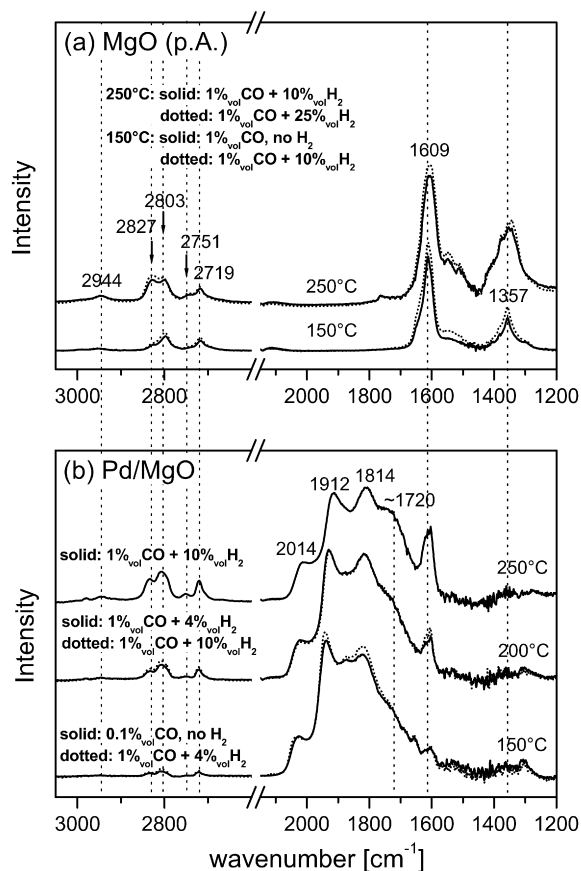 (a) MgO (p.A.)
250°C: solid: 1%volCO + 10%volH2
dotted: 1%volCO + 25%volH2
150°C: solid: 1%volCO, no H2
dotted: 1%volCO + 10%volH2
1609
2803
2827
2751
2944
2719
250°C
1357
150°C
Intensity
3000 2800 2000 1800 1600 1400 1200
(b) Pd/MgO
1912
1814
~1720
2014
solid: 1%volCO + 10%volH2
250°C
solid: 1%volCO + 4%volH2
dotted: 1%volCO + 10%volH2
200°C
solid: 0.1%volCO, no H2
dotted: 1%volCO + 4%volH2
150°C
Intensity
3000 2800 2000 1800 1600 1400 1200
wavenumber [cm-1]